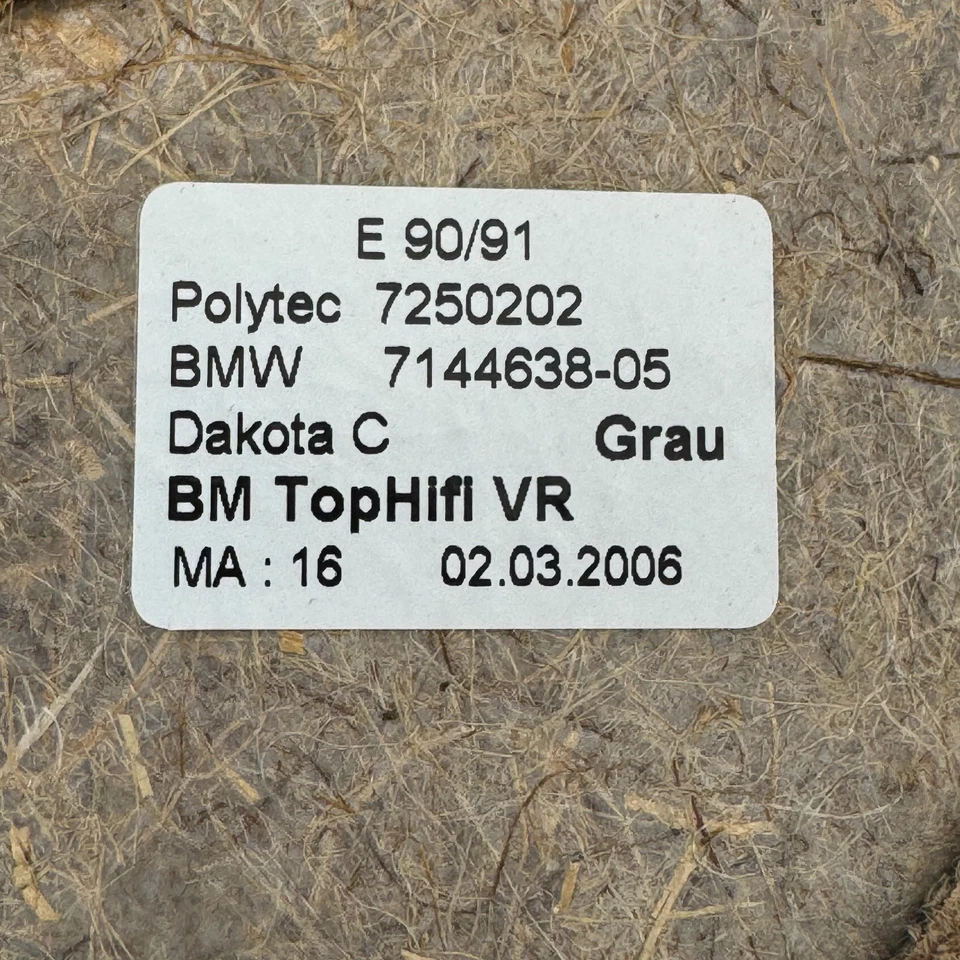 E 90/91
Polytec 7250202
BMW 7144638-05
Dakota C Grau
BM TopHifi VR
MA : 16 02.03.2006